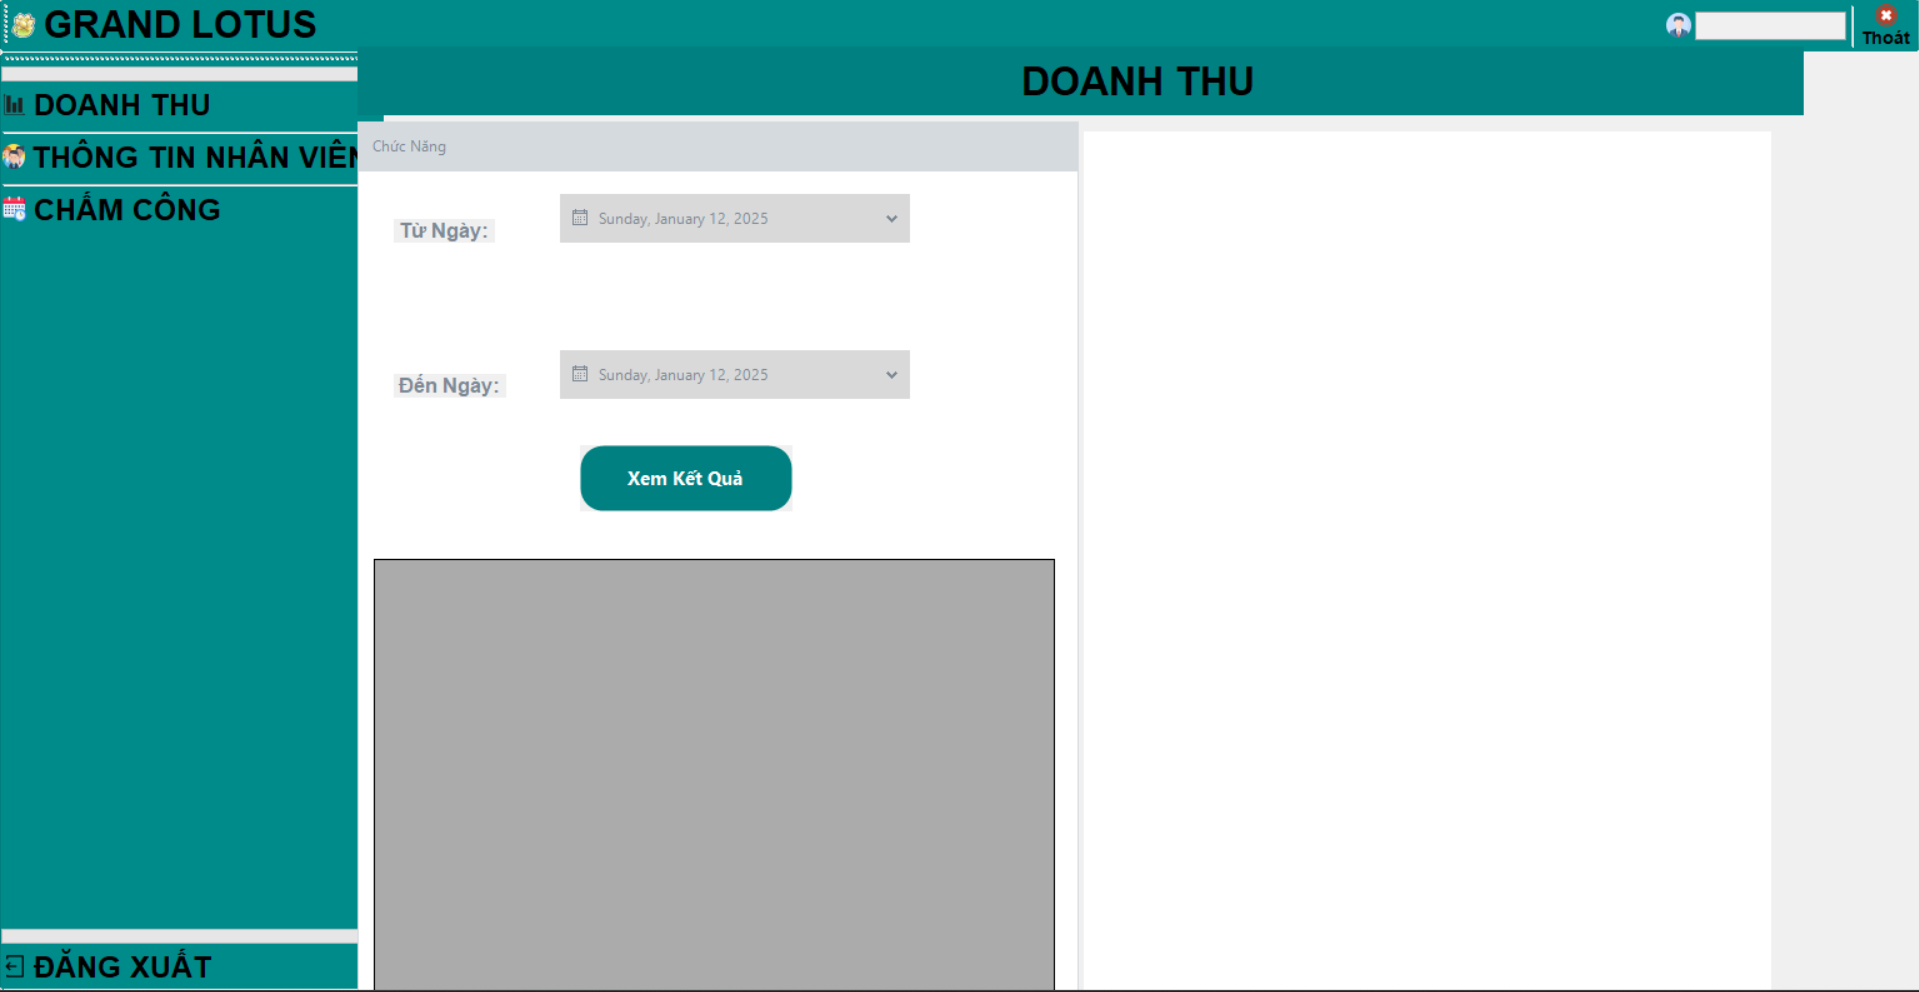 GRAND LOTUS
Thoát
DOANH THU
THÔNG TIN NHÂN VIÊN
CHẤM CÔNG
ĐĂNG XUẤT
DOANH THU
Chức Năng
Từ Ngày:
Sunday, January 12, 2025
Đến Ngày:
Sunday, January 12, 2025
Xem Kết Quả